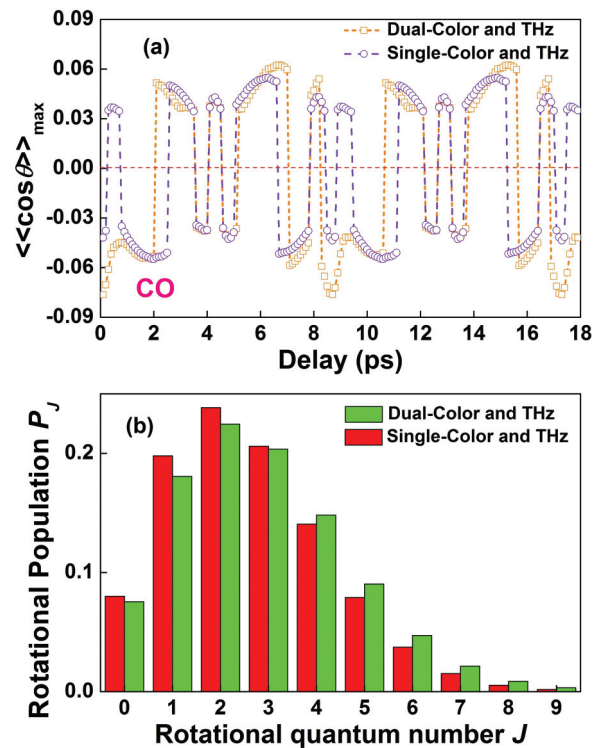 (a)
Dual-Color and THz
Single-Color and THz
0.09
0.06
0.03
0.00
-0.03
-0.06
-0.09
<<cosθ>>max
CO
0 2 4 6 8 10 12 14 16 18
Delay (ps)
(b)
Dual-Color and THz
Single-Color and THz
0.2
0.1
0.0
Rotational Population PJ
0 1 2 3 4 5 6 7 8 9
Rotational quantum number J